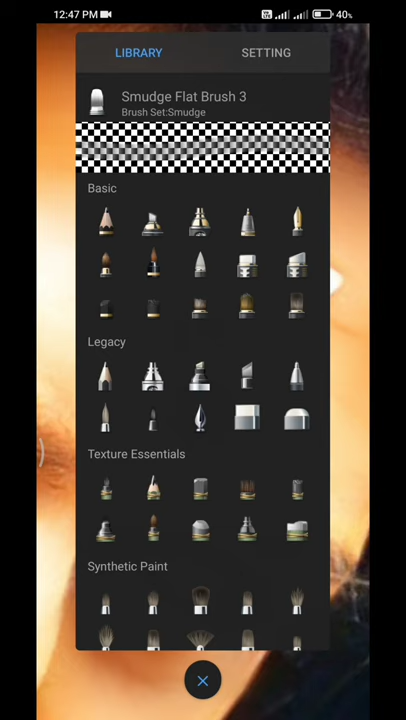 12:47 PM
40%
LIBRARY
SETTING
Smudge Flat Brush 3
Brush Set:Smudge
Basic
Legacy
Texture Essentials
Synthetic Paint